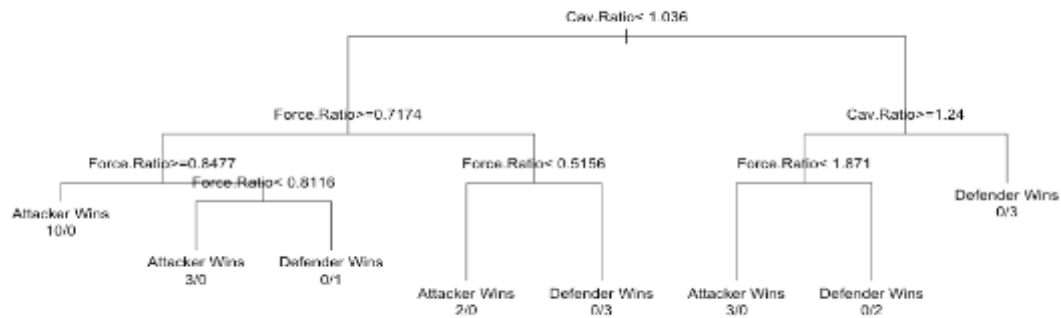 Cav.Ratio< 1.036
Force.Ratio>=0.7174
Cav.Ratio>=1.24
Force.Ratio>=0.8477
Force.Ratio< 0.5156
Force.Ratio< 1.871
Force.Ratio< 0.8116
Defender Wins
0/3
Attacker Wins
10/0
Attacker Wins
3/0
Defender Wins
0/1
Attacker Wins
2/0
Defender Wins
0/3
Attacker Wins
3/0
Defender Wins
0/2